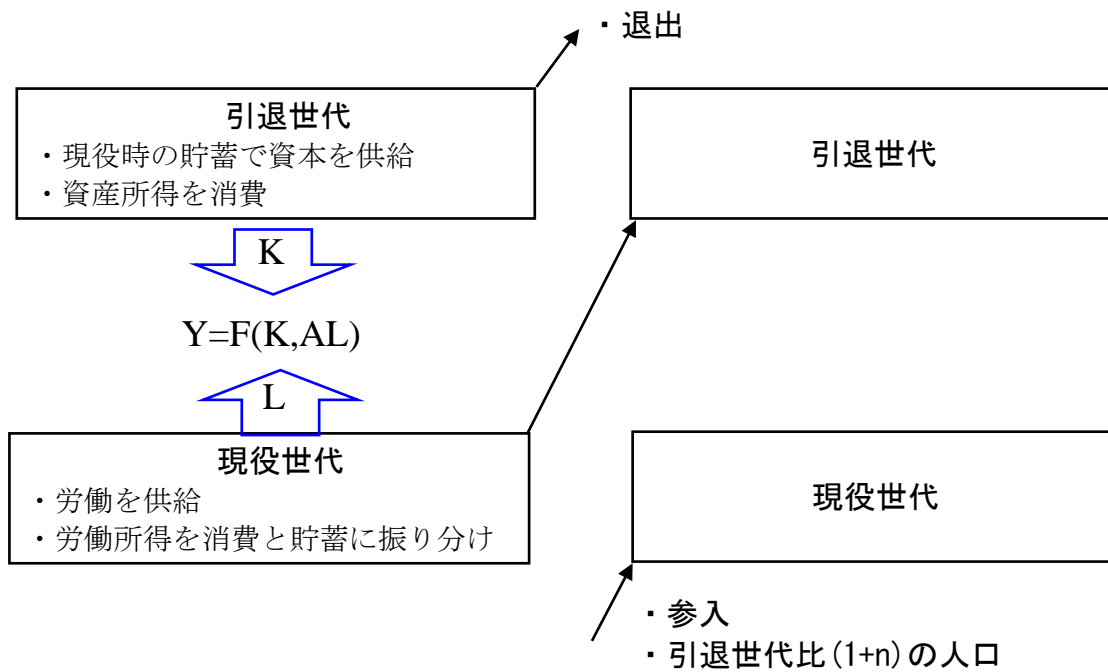 ・退出
引退世代
・現役時の貯蓄で資本を供給
・資産所得を消費
引退世代
K
Y=F(K,AL)
L
現役世代
・労働を供給
・労働所得を消費と貯蓄に振り分け
現役世代
・参入
・引退世代比(1+n)の人口